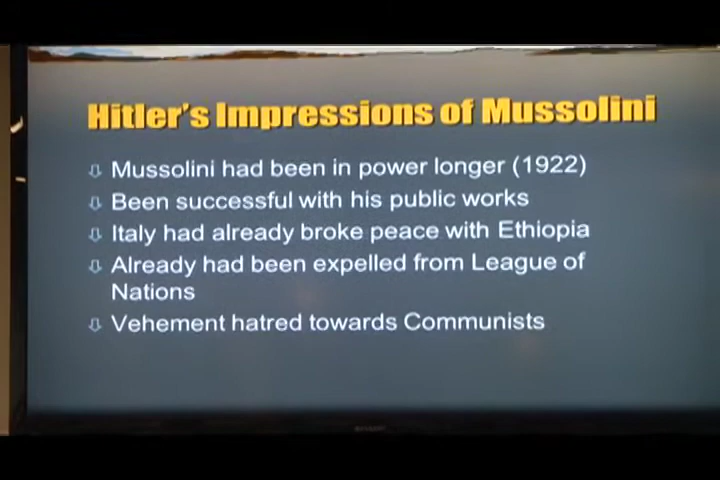 Hitler's Impressions of Mussolini
Mussolini had been in power longer (1922)
Been successful with his public works
Italy had already broke peace with Ethiopia
Already had been expelled from League of
Nations
Vehement hatred towards Communists